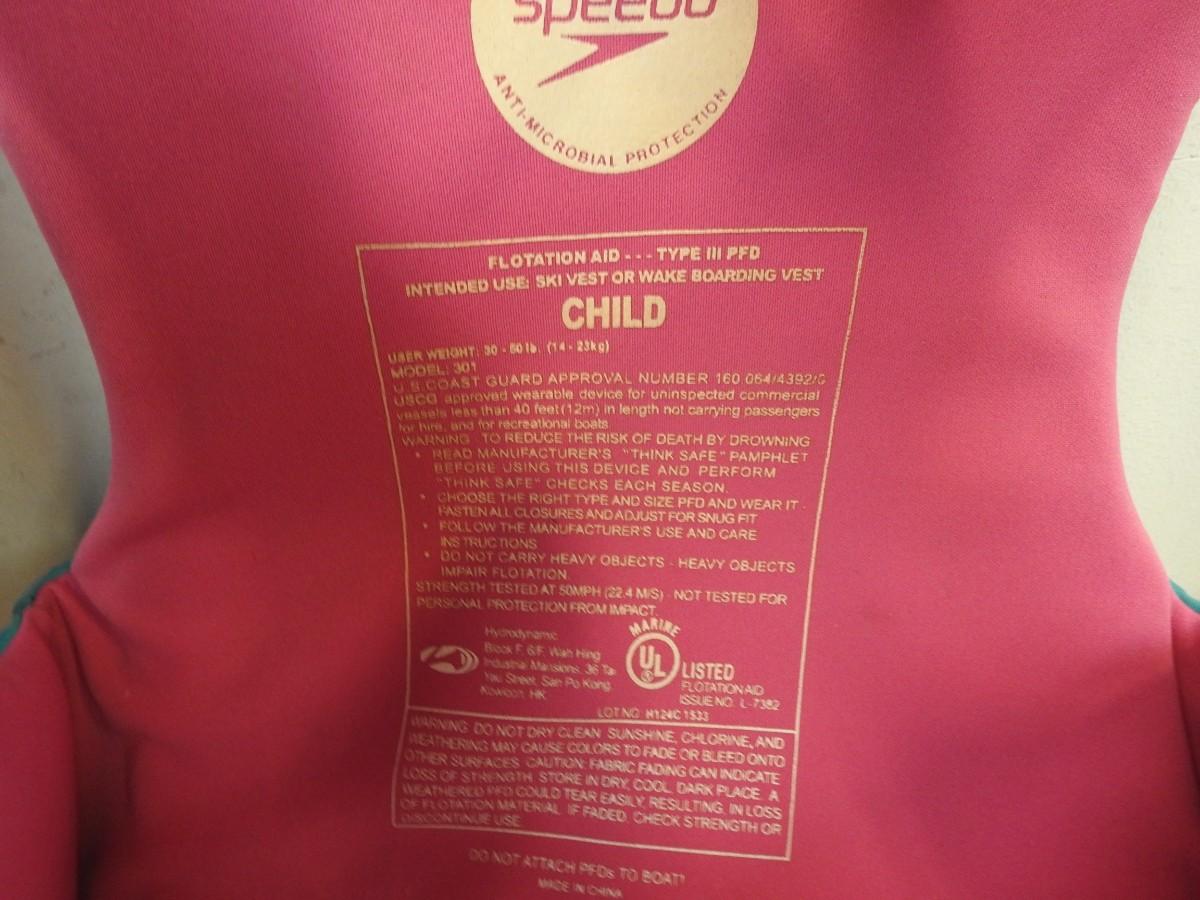 speedo
ANTI-MICROBIAL PROTECTION
FLOTATION AID - - - TYPE III PFD
INTENDED USE: SKI VEST OR WAKE BOARDING VEST
CHILD
USER WEIGHT: 30 - 50 lb. (14 - 23kg)
MODEL: 301
U.S.COAST GUARD APPROVAL NUMBER 160 064/4392/
USCG approved wearable device for uninspected commercial
vessels less than 40 feet(12m) in length not carrying passengers
for hire, and for recreational boats
WARNING TO REDUCE THE RISK OF DEATH BY DROWNING
• READ MANUFACTURER'S "THINK SAFE" PAMPHLET
BEFORE USING THIS DEVICE AND PERFORM
"THINK SAFE" CHECKS EACH SEASON.
• CHOOSE THE RIGHT TYPE AND SIZE PFD AND WEAR IT -
FASTEN ALL CLOSURES AND ADJUST FOR SNUG FIT
• FOLLOW THE MANUFACTURER'S USE AND CARE
INSTRUCTIONS
• DO NOT CARRY HEAVY OBJECTS - HEAVY OBJECTS
IMPAIR FLOTATION.
STRENGTH TESTED AT 50MPH (22.4 M/S) - NOT TESTED FOR
PERSONAL PROTECTION FROM IMPACT.
Hydrodynamic
Block F, 6/F, Wah Hing
Industrial Mansions, 36 Tai
Yau Street, San Po Kong,
Kowloon, HK
MARINE
UL
LISTED
FLOTATION AID
ISSUE NO. L-7382
LOT NO. H124C1533
WARNING: DO NOT DRY CLEAN. SUNSHINE, CHLORINE, AND
WEATHERING MAY CAUSE COLORS TO FADE OR BLEED ONTO
OTHER SURFACES. CAUTION: FABRIC FADING CAN INDICATE
LOSS OF STRENGTH. STORE IN DRY, COOL, DARK PLACE. A
WEATHERED PFD COULD TEAR EASILY, RESULTING, IN LOSS
OF FLOTATION MATERIAL. IF FADED, CHECK STRENGTH OR
DISCONTINUE USE
DO NOT ATTACH PFDs TO BOAT!
MADE IN CHINA